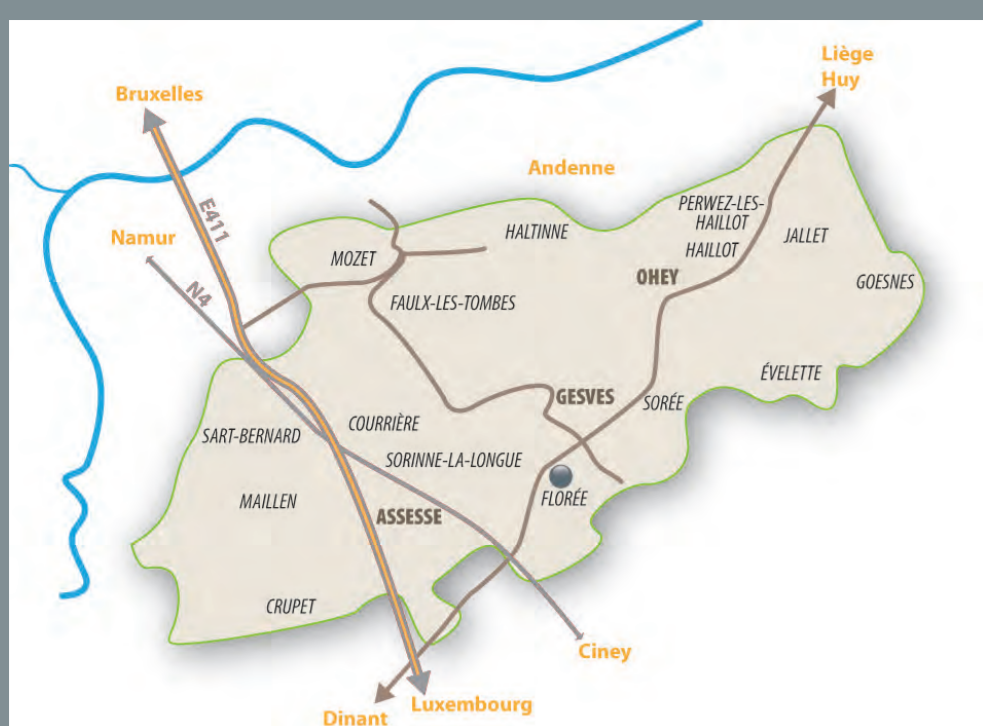 Liège
Huy
Bruxelles
Andenne
E411
PERWEZ-LES-
HAILLOT
Namur
HALTINNE
JALLET
MOZET
HAILLOT
OHEY
GOESNES
N4
FAULX-LES-TOMBES
ÉVELETTE
GESVES
SORÉE
COURRIÈRE
SART-BERNARD
SORINNE-LA-LONGUE
MAILLEN
FLORÉE
ASSESSE
CRUPET
Ciney
Luxembourg
Dinant